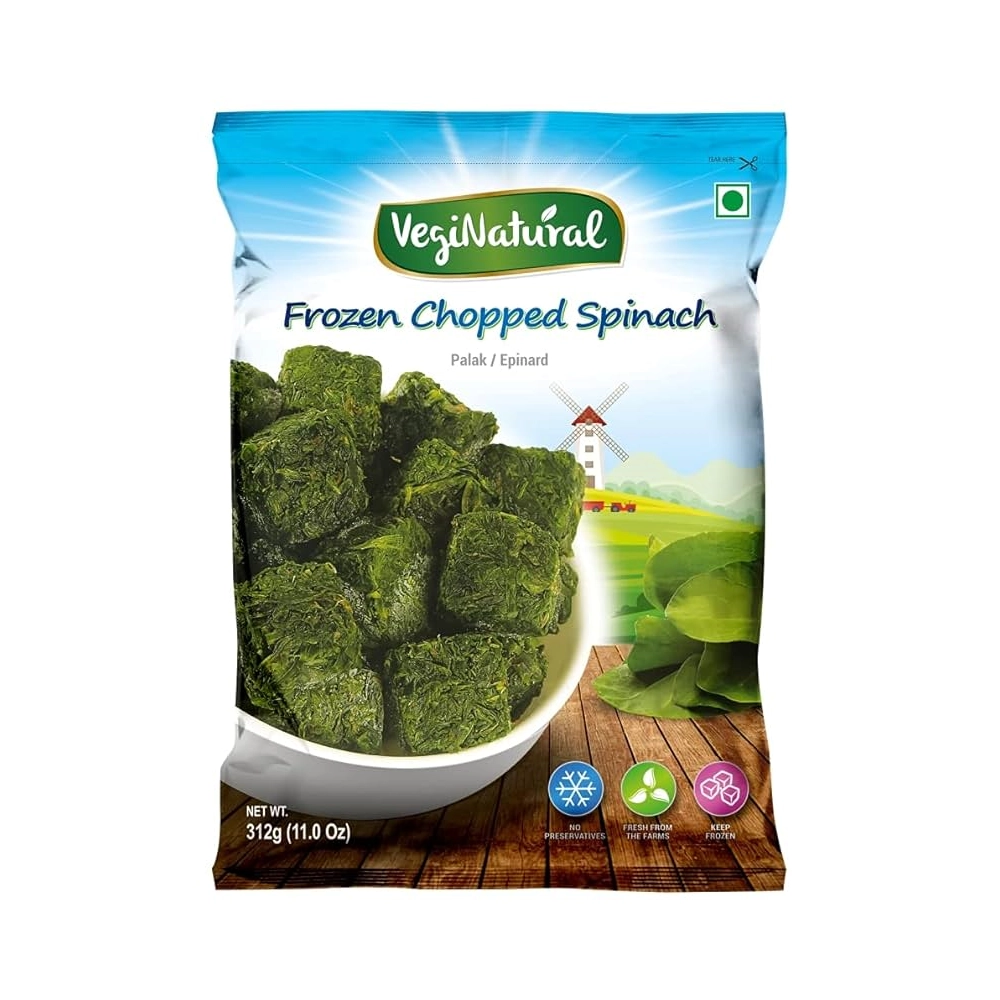 TEAR HERE
VegiNatural
Frozen Chopped Spinach
Palak / Epinard
NET WT.
312g (11.0 Oz)
NO
PRESERVATIVES
FRESH FROM
THE FARMS
KEEP
FROZEN